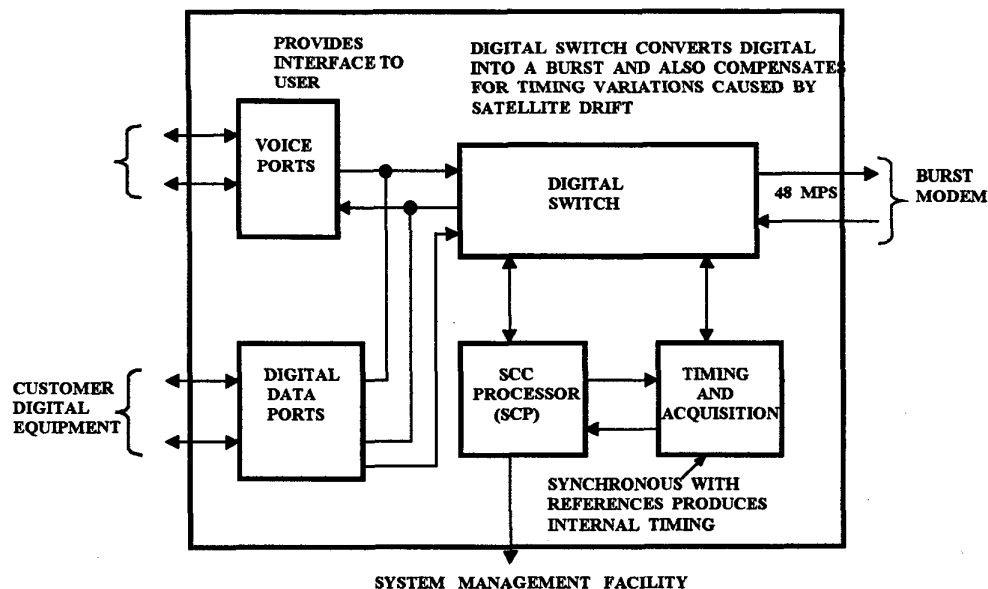 PROVIDES
INTERFACE TO
USER
DIGITAL SWITCH CONVERTS DIGITAL
INTO A BURST AND ALSO COMPENSATES
FOR TIMING VARIATIONS CAUSED BY
SATELLITE DRIFT
VOICE
PORTS
DIGITAL
SWITCH
48 MPS
BURST
MODEM
CUSTOMER
DIGITAL
EQUIPMENT
DIGITAL
DATA
PORTS
SCC
PROCESSOR
(SCP)
TIMING
AND
ACQUISITION
SYNCHRONOUS WITH
REFERENCES PRODUCES
INTERNAL TIMING
SYSTEM MANAGEMENT FACILITY